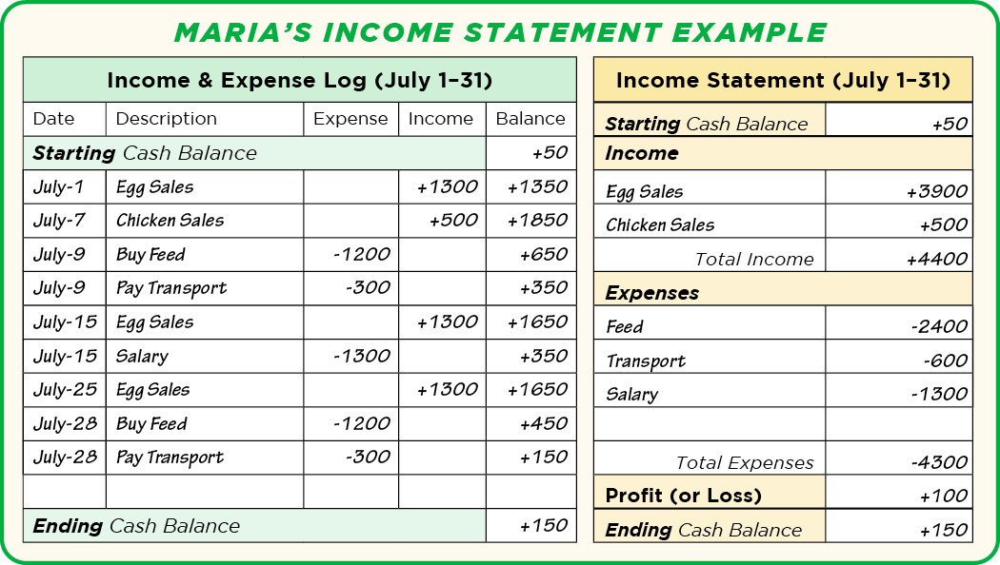 MARIA'S INCOME STATEMENT EXAMPLE
Income & Expense Log (July 1–31)
Date Description Expense Income Balance
Starting Cash Balance +50
July-1 Egg Sales +1300 +1350
July-7 Chicken Sales +500 +1850
July-9 Buy Feed -1200 +650
July-9 Pay Transport -300 +350
July-15 Egg Sales +1300 +1650
July-15 Salary -1300 +350
July-25 Egg Sales +1300 +1650
July-28 Buy Feed -1200 +450
July-28 Pay Transport -300 +150
Ending Cash Balance +150
Income Statement (July 1–31)
Starting Cash Balance +50
Income
Egg Sales +3900
Chicken Sales +500
Total Income +4400
Expenses
Feed -2400
Transport -600
Salary -1300
Total Expenses -4300
Profit (or Loss) +100
Ending Cash Balance +150